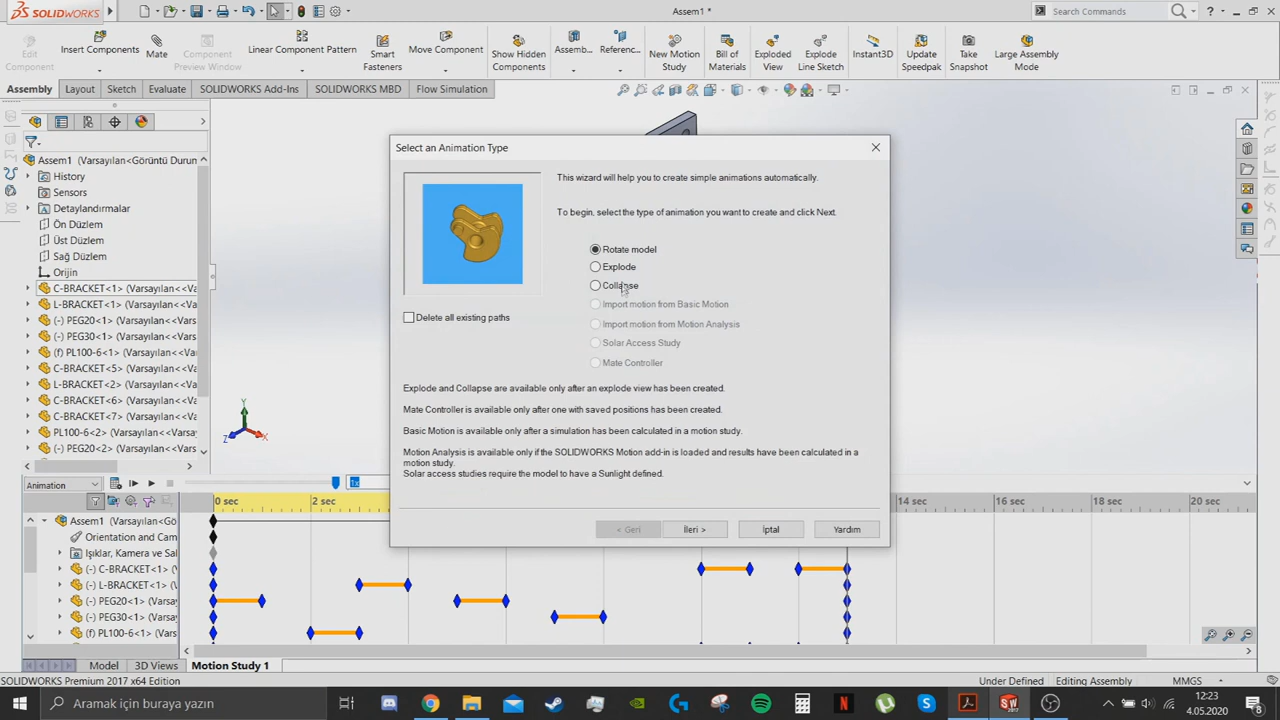 SOLIDWORKS
Assem1 *
Search Commands
Edit Component
Insert Components
Mate
Component Preview Window
Linear Component Pattern
Smart Fasteners
Move Component
Show Hidden Components
Assemb...
Referenc...
New Motion Study
Bill of Materials
Exploded View
Explode Line Sketch
Instant3D
Update Speedpak
Take Snapshot
Large Assembly Mode
Assembly
Layout
Sketch
Evaluate
SOLIDWORKS Add-Ins
SOLIDWORKS MBD
Flow Simulation
Assem1 (Varsayılan<Görüntü Durun
History
Sensors
Detaylandırmalar
Ön Düzlem
Üst Düzlem
Sağ Düzlem
Orijin
C-BRACKET<1> (Varsayılan<
L-BRACKET<1> (Varsayılan<
(-) PEG20<1> (Varsayılan<<
(-) PEG30<1> (Varsayılan<<
(f) PL100-6<1> (Varsayılan<
C-BRACKET<5> (Varsayılan<
L-BRACKET<2> (Varsayılan<
C-BRACKET<6> (Varsayılan<
C-BRACKET<7> (Varsayılan<
PL100-6<2> (Varsayılan<<V
(-) PEG20<2> (Varsayılan<<
Y
Z
X
Select an Animation Type
This wizard will help you to create simple animations automatically.
To begin, select the type of animation you want to create and click Next.
Rotate model
Explode
Collapse
Import motion from Basic Motion
Import motion from Motion Analysis
Solar Access Study
Mate Controller
Delete all existing paths
Explode and Collapse are available only after an explode view has been created.
Mate Controller is available only after one with saved positions has been created.
Basic Motion is available only after a simulation has been calculated in a motion study.
Motion Analysis is available only if the SOLIDWORKS Motion add-in is loaded and results have been calculated in a
motion study.
Solar access studies require the model to have a Sunlight defined.
< Geri
İleri >
İptal
Yardım
Animation
1x
0 sec
2 sec
14 sec
16 sec
18 sec
20 sec
Assem1 (Varsayılan<Gö
Orientation and Cam
Işıklar, Kamera ve Sal
(-) C-BRACKET<1> (V
(-) L-BRACKET<1> (V
(-) PEG20<1> (Varsay
(-) PEG30<1> (Varsay
(f) PL100-6<1> (Vars
Model
3D Views
Motion Study 1
SOLIDWORKS Premium 2017 x64 Edition
Under Defined
Editing Assembly
MMGS
Aramak için buraya yazın
12:23
4.05.2020